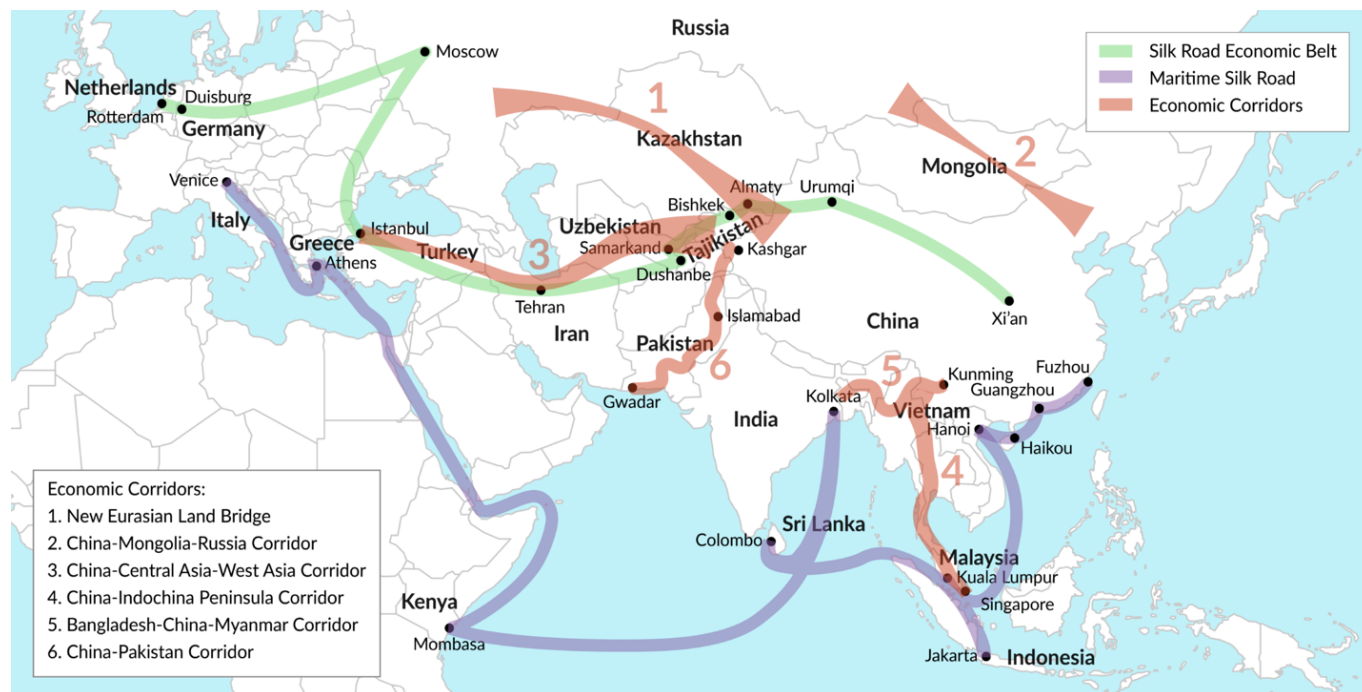 Russia
Moscow
Silk Road Economic Belt
Maritime Silk Road
Economic Corridors
Netherlands
Duisburg
Rotterdam
Germany
1
Kazakhstan
2
Mongolia
Venice
Almaty
Urumqi
Bishkek
Italy
Istanbul
Uzbekistan
Tajikistan
Greece
Turkey
3
Samarkand
Kashgar
Athens
Dushanbe
Tehran
Islamabad
Xi'an
Iran
China
Pakistan
6
5
Kunming
Fuzhou
Guangzhou
Gwadar
Kolkata
India
Vietnam
Hanoi
Haikou
4
Economic Corridors:
1. New Eurasian Land Bridge
2. China-Mongolia-Russia Corridor
3. China-Central Asia-West Asia Corridor
4. China-Indochina Peninsula Corridor
5. Bangladesh-China-Myanmar Corridor
6. China-Pakistan Corridor
Sri Lanka
Colombo
Malaysia
Kuala Lumpur
Singapore
Kenya
Mombasa
Jakarta
Indonesia